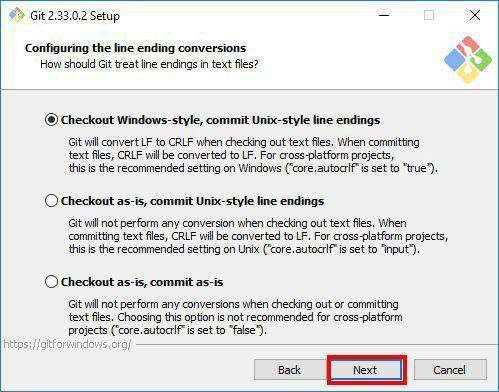 Git 2.33.0.2 Setup
Configuring the line ending conversions
How should Git treat line endings in text files?
Checkout Windows-style, commit Unix-style line endings
Git will convert LF to CRLF when checking out text files. When committing
text files, CRLF will be converted to LF. For cross-platform projects,
this is the recommended setting on Windows ("core.autocrlf" is set to "true").
Checkout as-is, commit Unix-style line endings
Git will not perform any conversion when checking out text files. When
committing text files, CRLF will be converted to LF. For cross-platform projects,
this is the recommended setting on Unix ("core.autocrlf" is set to "input").
Checkout as-is, commit as-is
Git will not perform any conversions when checking out or committing
text files. Choosing this option is not recommended for cross-platform
projects ("core.autocrlf" is set to "false").
https://gitforwindows.org/
Back Next Cancel